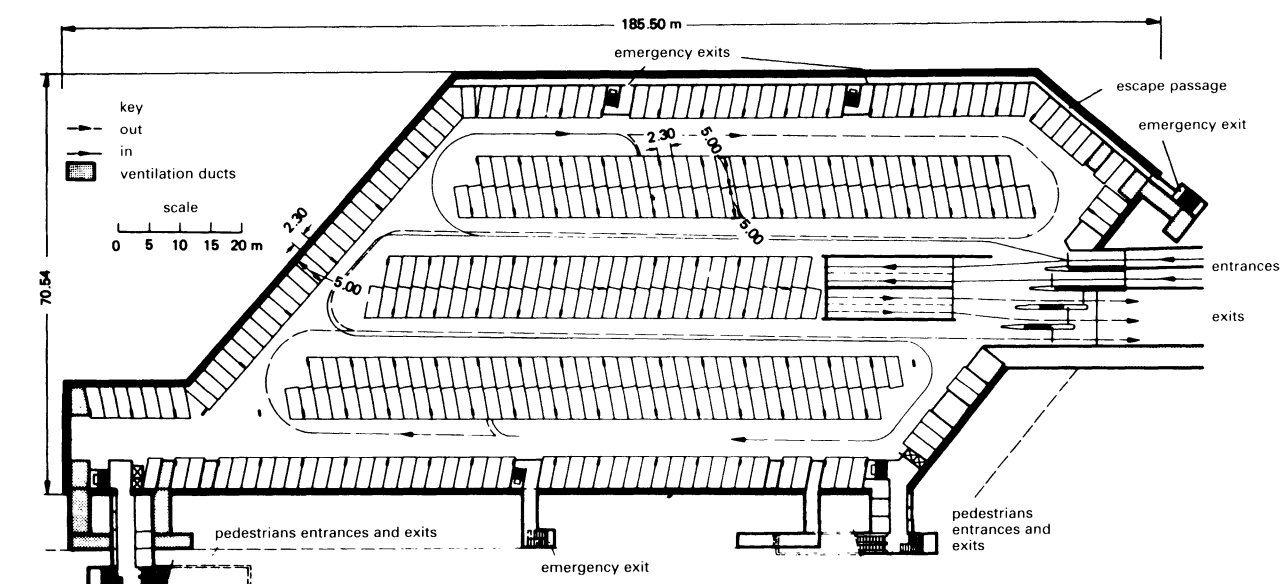 185.50 m
emergency exits
escape passage
key
out
emergency exit
2.30
5.00
in
ventilation ducts
scale
2.30
0 5 10 15 20 m
5.00
entrances
70.54
5.00
exits
pedestrians
entrances and
exits
pedestrians entrances and exits
emergency exit